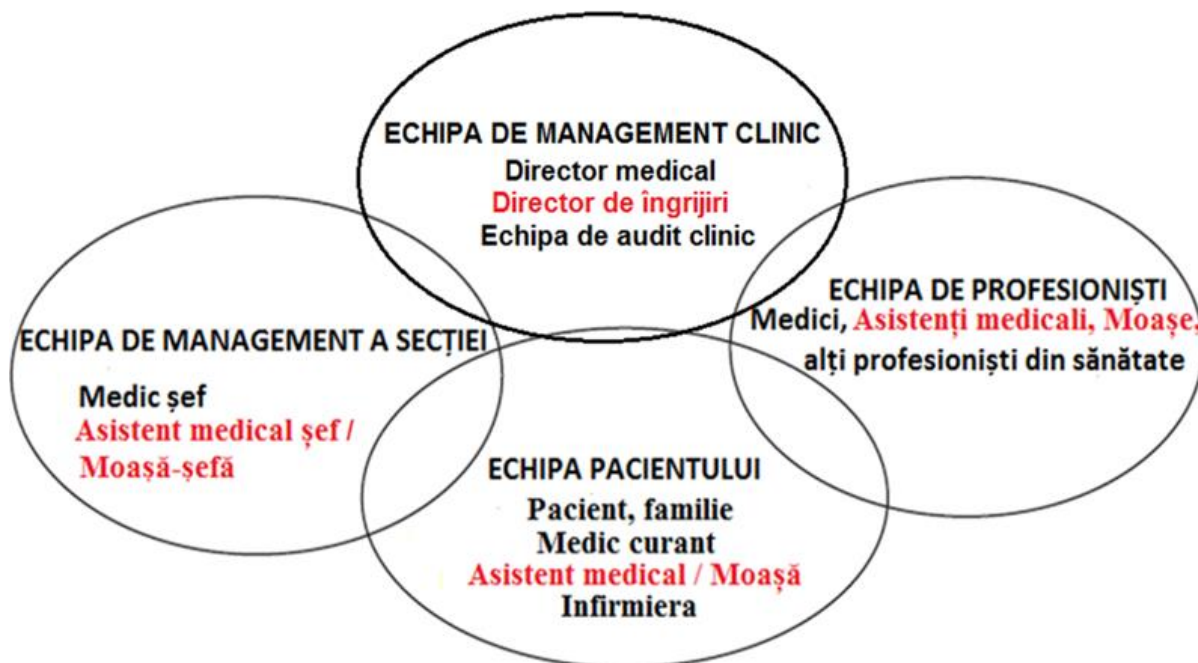 ECHIPA DE MANAGEMENT CLINIC
Director medical
Director de îngrijiri
Echipa de audit clinic
ECHIPA DE MANAGEMENT A SECȚIEI
Medic șef
Asistent medical șef /
Moașă-șefă
ECHIPA DE PROFESIONIȘTI
Medici, Asistenți medicali, Moașe,
alți profesioniști din sănătate
ECHIPA PACIENTULUI
Pacient, familie
Medic curant
Asistent medical / Moașă
Infirmiera